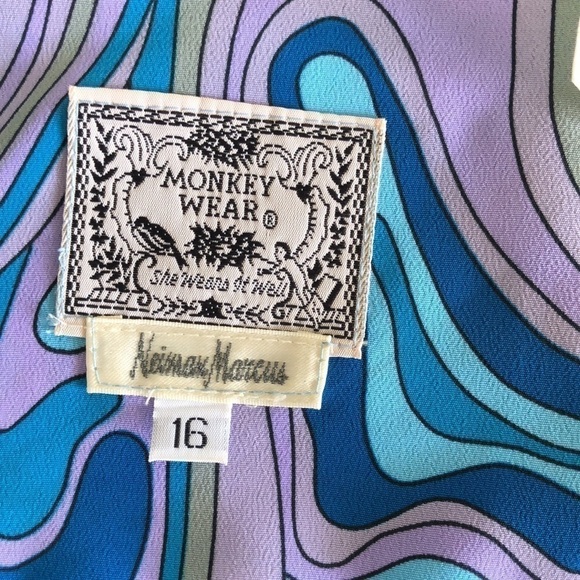 MONKEY
WEAR ®
She Wears It Well
Neiman Marcus
16